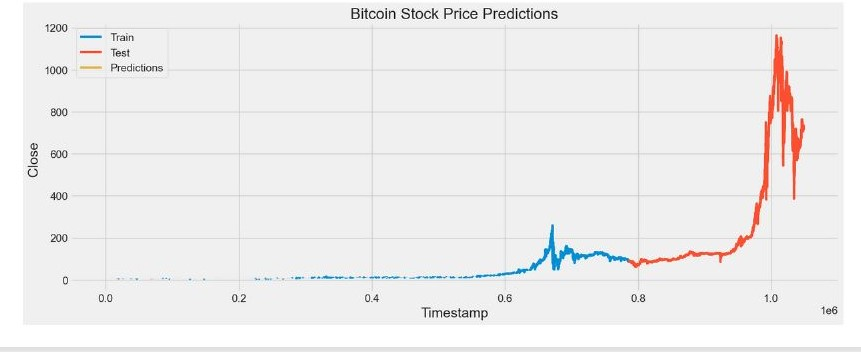 Bitcoin Stock Price Predictions
1200
Train
Test
Predictions
1000
800
600
400
200
0
Close
0.0 0.2 0.4 0.6 0.8 1.0
1e6
Timestamp